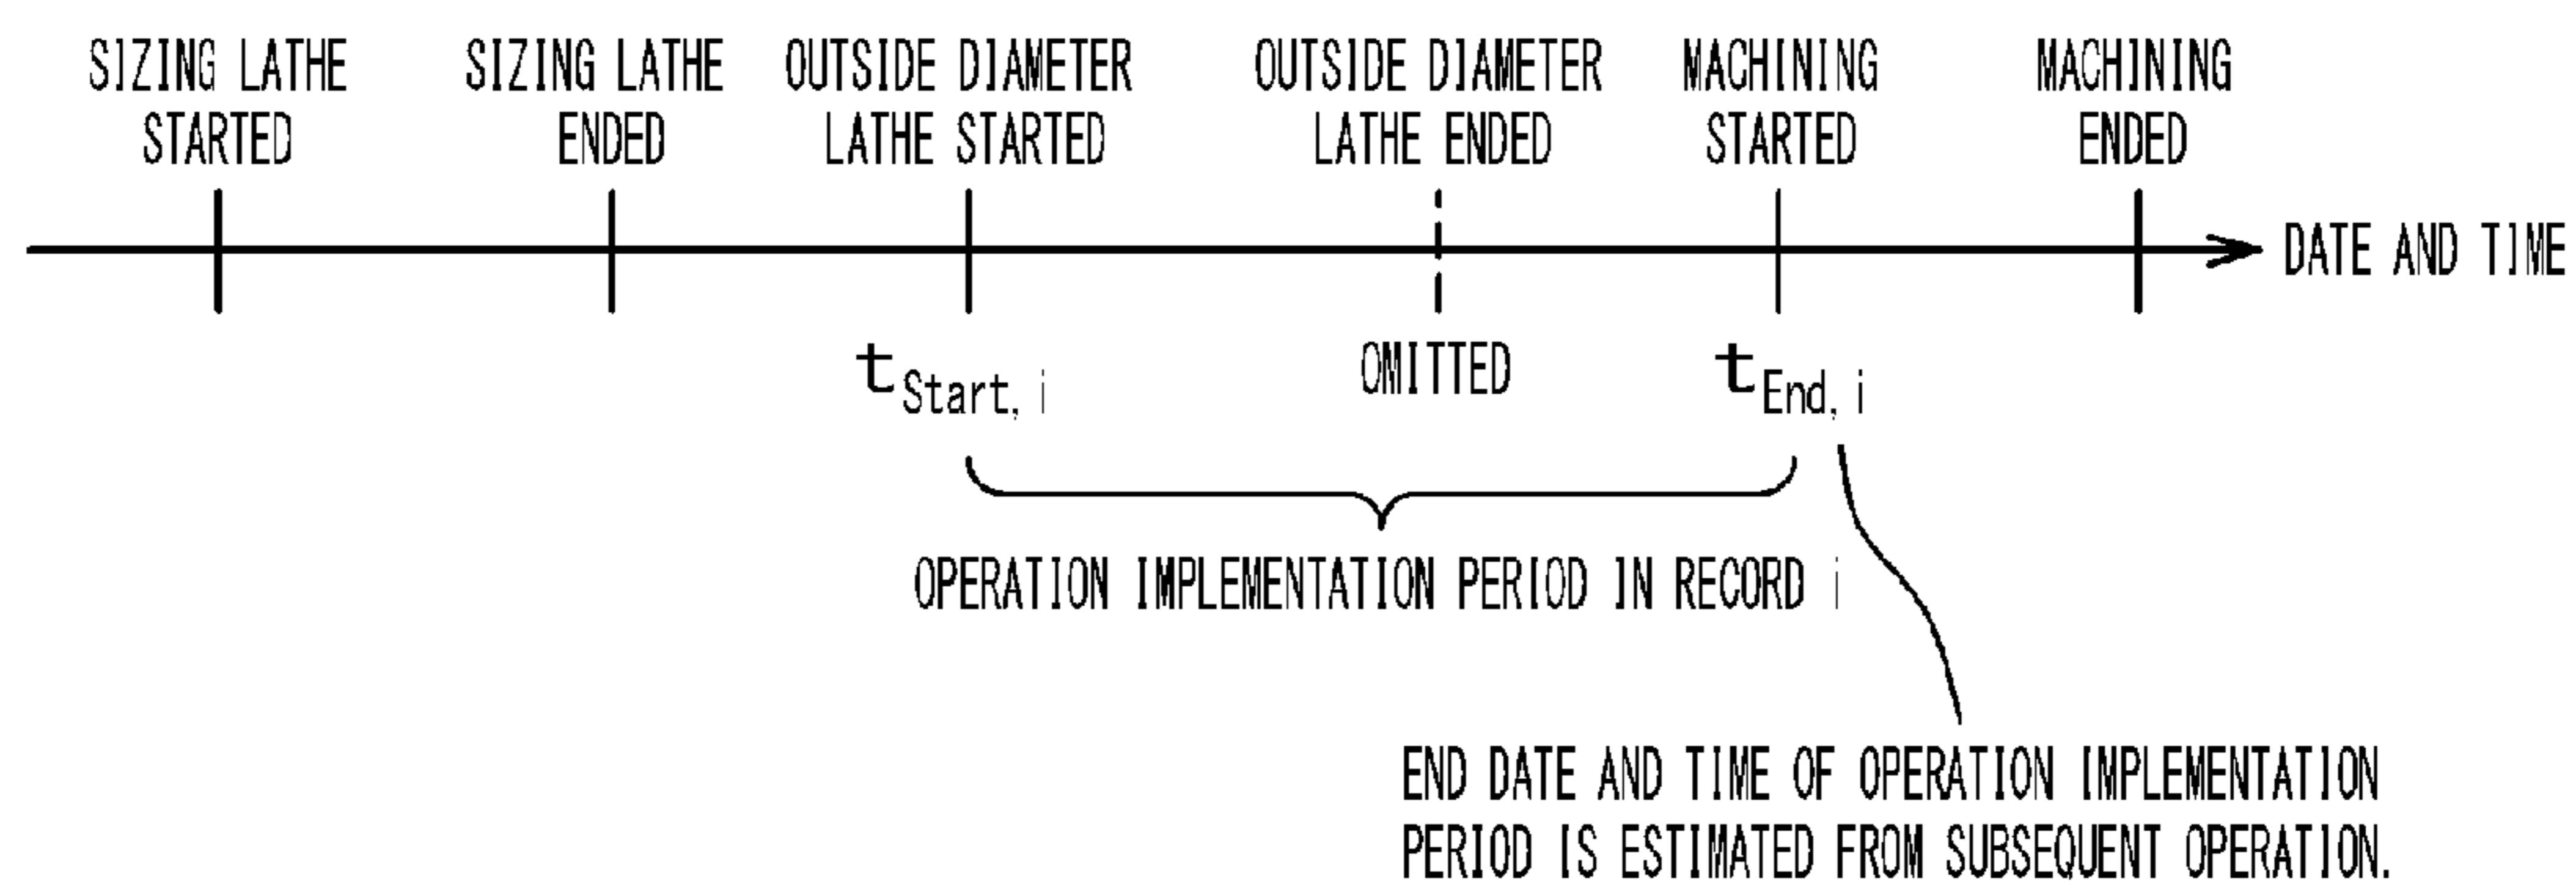 SIZING LATHE
STARTED
SIZING LATHE
ENDED
OUTSIDE DIAMETER
LATHE STARTED
OUTSIDE DIAMETER
LATHE ENDED
MACHINING
STARTED
MACHINING
ENDED
DATE AND TIME
tStart, i
OMITTED
tEnd, i
OPERATION IMPLEMENTATION PERIOD IN RECORD i
END DATE AND TIME OF OPERATION IMPLEMENTATION
PERIOD IS ESTIMATED FROM SUBSEQUENT OPERATION.